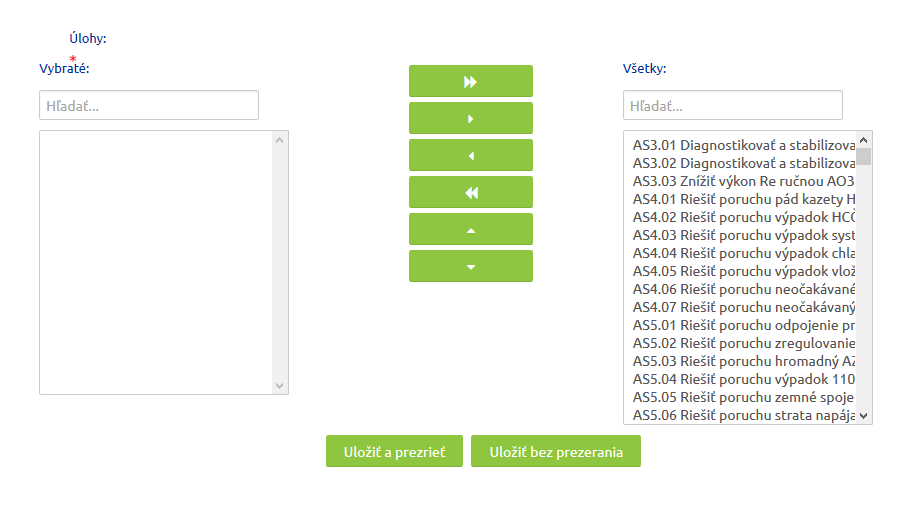 Úlohy:
*
Vybraté:
Hľadať...
Všetky:
Hľadať...
AS3.01 Diagnostikovať a stabilizova
AS3.02 Diagnostikovať a stabilizova
AS3.03 Znížiť výkon Re ručnou AO3
AS4.01 Riešiť poruchu pád kazety H
AS4.02 Riešiť poruchu výpadok HCČ
AS4.03 Riešiť poruchu výpadok syst
AS4.04 Riešiť poruchu výpadok chla
AS4.05 Riešiť poruchu výpadok vlož
AS4.06 Riešiť poruchu neočakávané
AS4.07 Riešiť poruchu neočakávaný
AS5.01 Riešiť poruchu odpojenie pr
AS5.02 Riešiť poruchu zregulovanie
AS5.03 Riešiť poruchu hromadný AZ
AS5.04 Riešiť poruchu výpadok 110
AS5.05 Riešiť poruchu zemné spoje
AS5.06 Riešiť poruchu strata napája
Uložiť a prezrieť
Uložiť bez prezerania